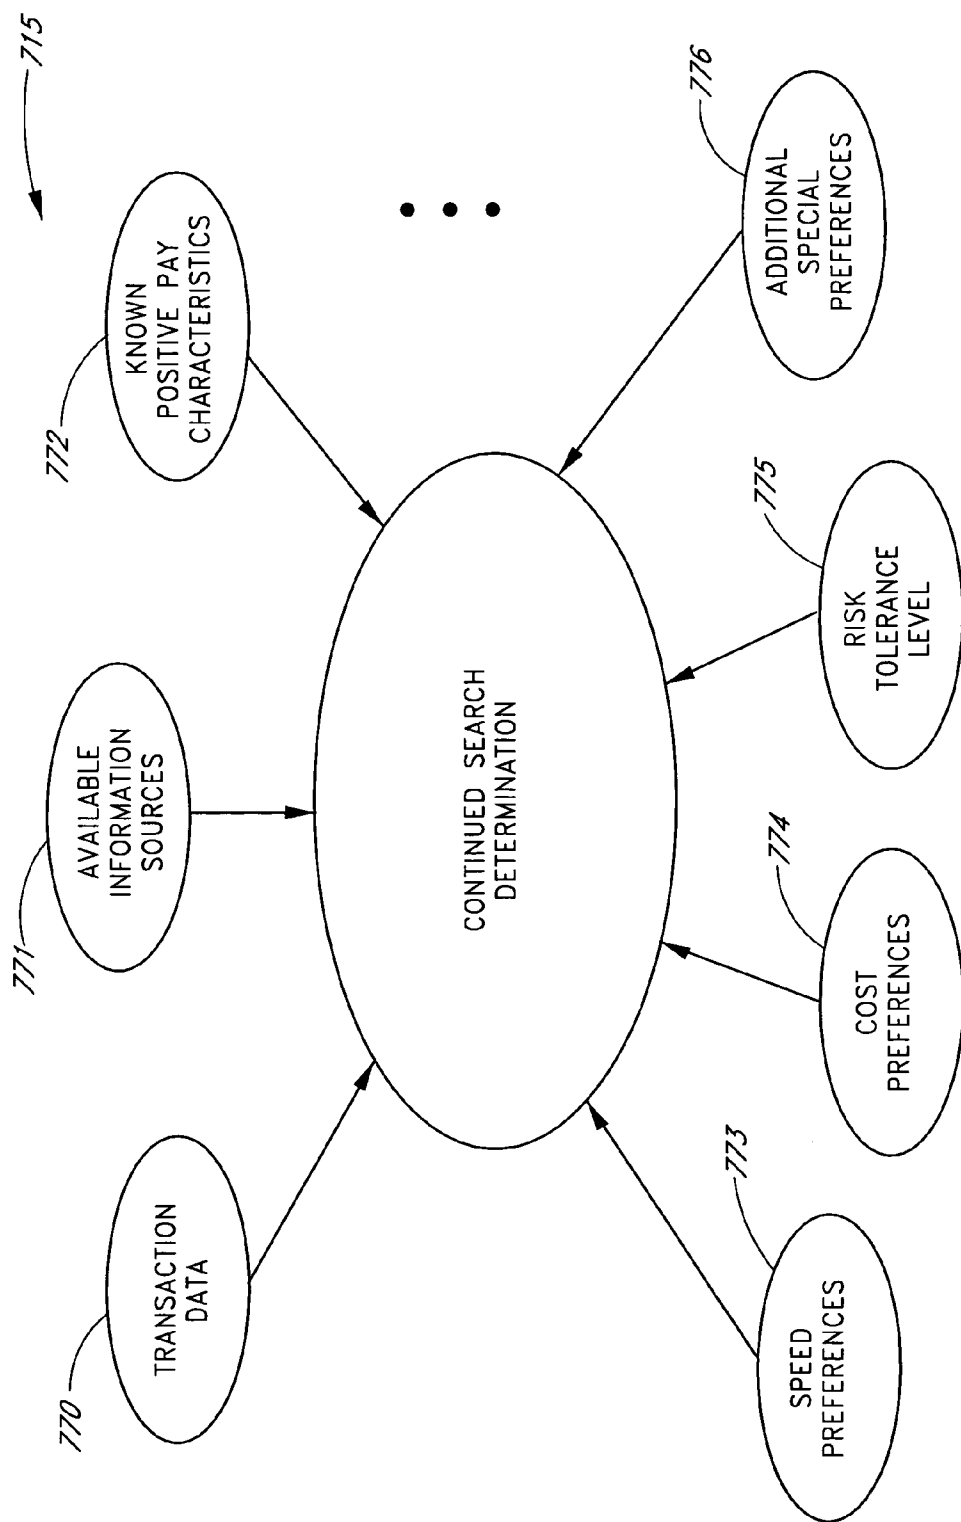 715
770
TRANSACTION
DATA
771
AVAILABLE
INFORMATION
SOURCES
772
KNOWN
POSITIVE PAY
CHARACTERISTICS
CONTINUED SEARCH
DETERMINATION
773
SPEED
PREFERENCES
774
COST
PREFERENCES
775
RISK
TOLERANCE
LEVEL
776
ADDITIONAL
SPECIAL
PREFERENCES